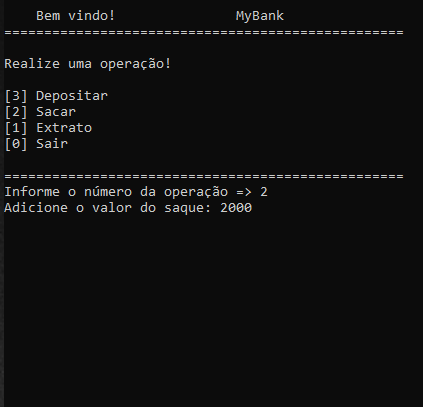 Bem vindo! MyBank
==================================================
Realize uma operação!
[3] Depositar
[2] Sacar
[1] Extrato
[0] Sair
==================================================
Informe o número da operação => 2
Adicione o valor do saque: 2000